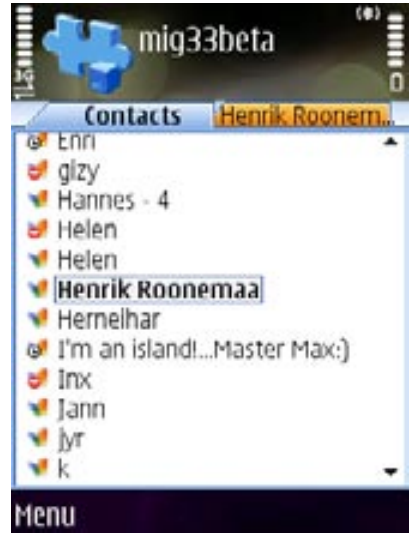 mig33beta
3G
Contacts Henrik Roonem...
Enri
gizy
Hannes - 4
Helen
Helen
Henrik Roonemaa
Hernelhar
I'm an island!...Master Max:)
Inx
Jann
jyr
k
Menu